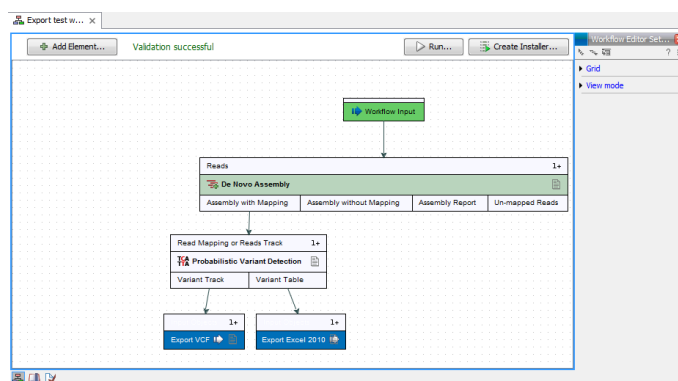 Export test w... ×
Add Element... Validation successful Run... Create Installer...
Workflow Editor Set...
?
Grid
View mode
Workflow Input
Reads 1+
De Novo Assembly
Assembly with Mapping Assembly without Mapping Assembly Report Un-mapped Reads
Read Mapping or Reads Track 1+
Probabilistic Variant Detection
Variant Track Variant Table
1+ 1+
Export VCF Export Excel 2010